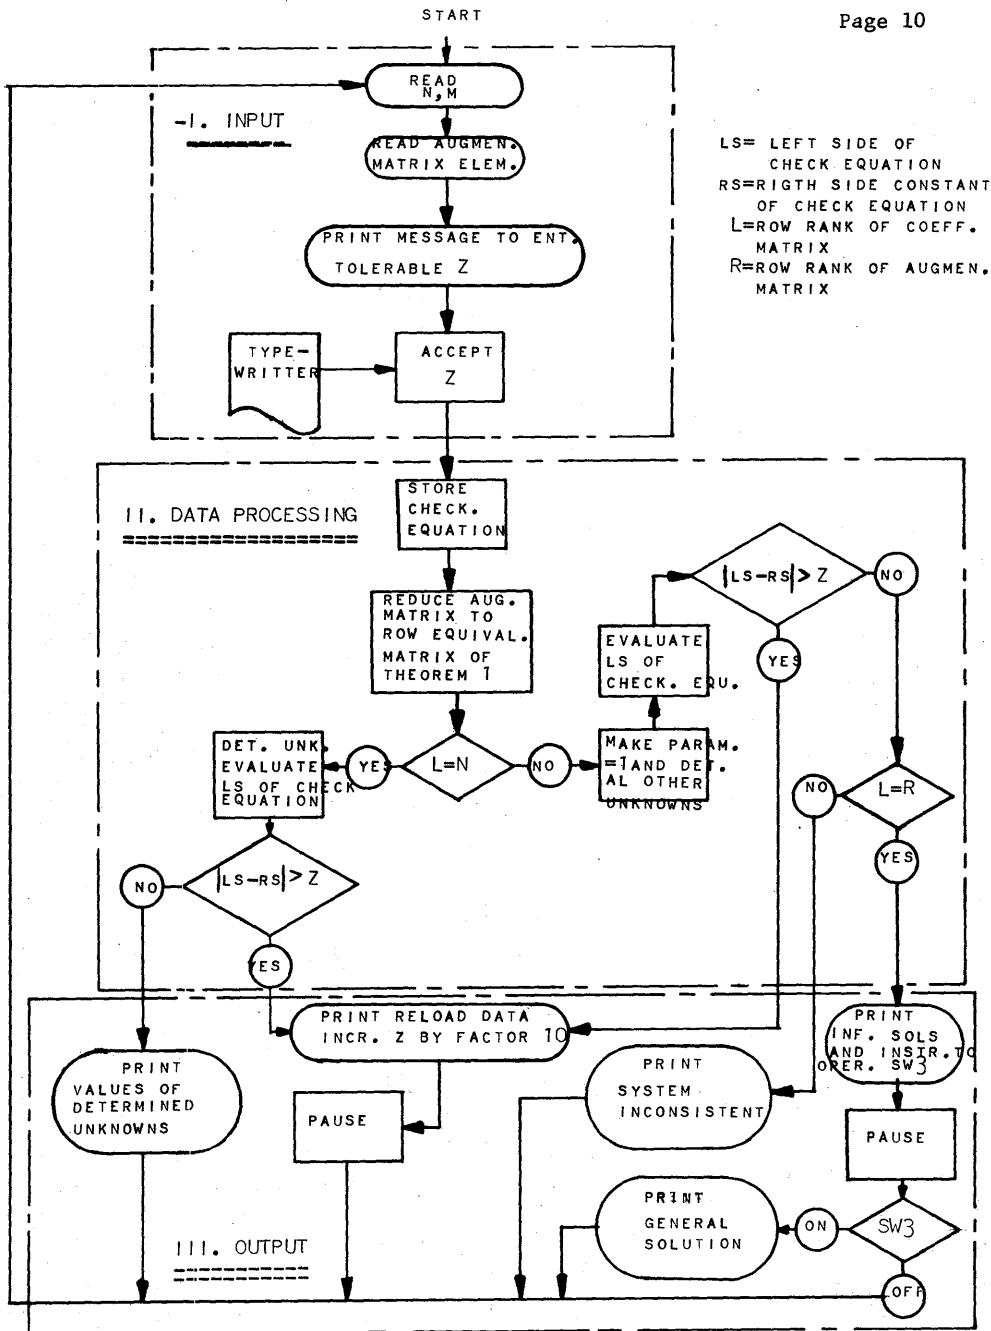 START
Page 10
READ
N,M
-I. INPUT
READ AUGMEN.
MATRIX ELEM.
LS= LEFT SIDE OF
CHECK EQUATION
RS=RIGTH SIDE CONSTANT
OF CHECK EQUATION
L=ROW RANK OF COEFF.
MATRIX
R=ROW RANK OF AUGMEN.
MATRIX
PRINT MESSAGE TO ENT.
TOLERABLE Z
TYPE-
WRITTER
ACCEPT
Z
II. DATA PROCESSING
STORE
CHECK.
EQUATION
REDUCE AUG.
MATRIX TO
ROW EQUIVAL.
MATRIX OF
THEOREM 1
|LS-RS|> Z
NO
YES
EVALUATE
LS OF
CHECK. EQU.
DET. UNK.
EVALUATE
LS OF CHECK
EQUATION
YES
L=N
NO
MAKE PARAM.
=1 AND DET.
AL OTHER
UNKNOWNS
NO
L=R
YES
NO
|LS-RS|> Z
YES
PRINT RELOAD DATA
INCR. Z BY FACTOR 10
PRINT
INF. SOLS
AND INSTR.TO
OPER. SW3
PRINT
VALUES OF
DETERMINED
UNKNOWNS
PAUSE
PRINT
SYSTEM
INCONSISTENT
PAUSE
PRINT
GENERAL
SOLUTION
ON
SW3
OFF
III. OUTPUT